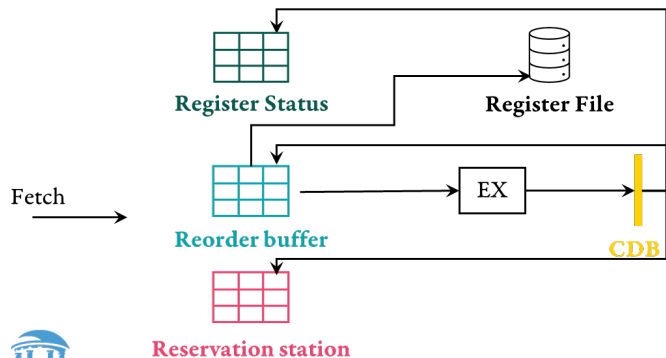 Register Status
Register File
Fetch
EX
Reorder buffer
CDB
Reservation station